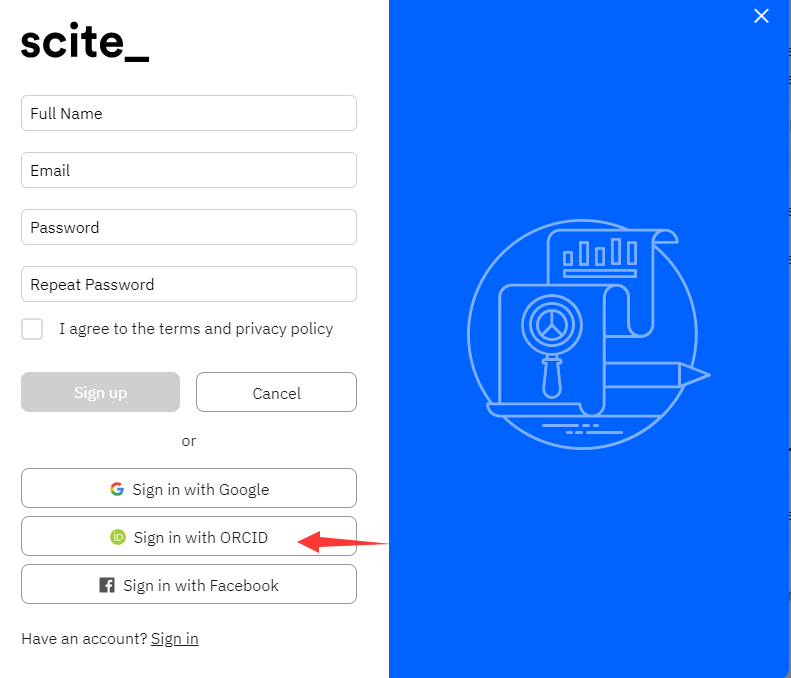 scite_
Full Name
Email
Password
Repeat Password
I agree to the terms and privacy policy
Sign up
Cancel
or
Sign in with Google
iD Sign in with ORCID
Sign in with Facebook
Have an account? Sign in